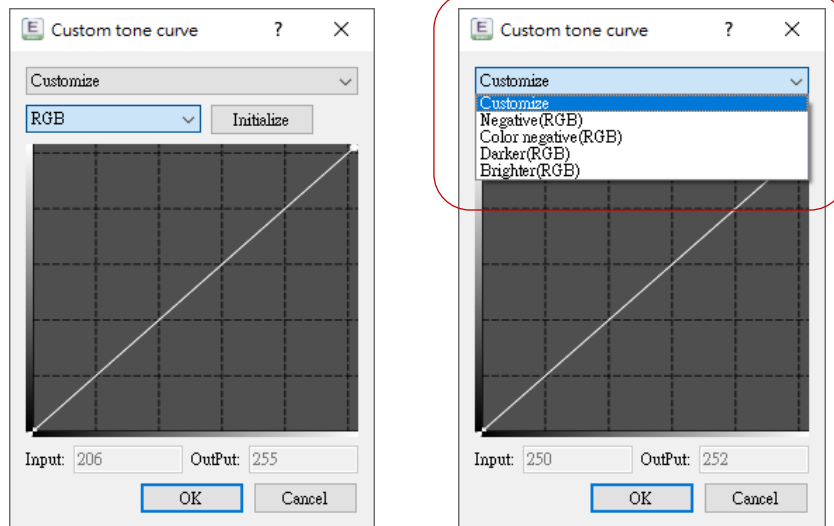 E Custom tone curve ? ×
Customize
RGB Initialize
Input: 206 OutPut: 255
OK Cancel
E Custom tone curve ? ×
Customize
Customize
Negative(RGB)
Color negative(RGB)
Darker(RGB)
Brighter(RGB)
Input: 250 OutPut: 252
OK Cancel